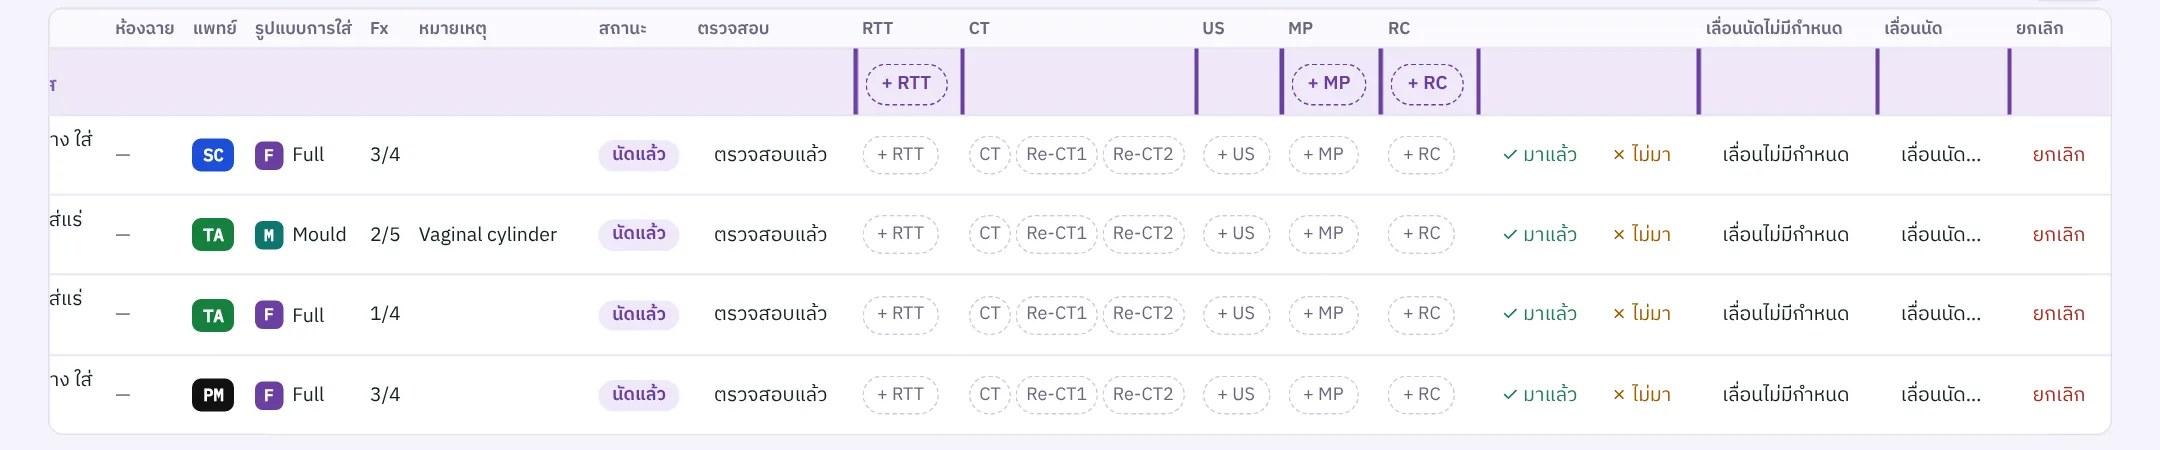 ห้องฉาย แพทย์ รูปแบบการใส่ Fx หมายเหตุ สถานะ ตรวจสอบ RTT CT US MP RC เลื่อนนัดไม่มีกำหนด เลื่อนนัด ยกเลิก
+ RTT + MP + RC
าง ใส่ — SC F Full 3/4 นัดแล้ว ตรวจสอบแล้ว + RTT CT Re-CT1 Re-CT2 + US + MP + RC ✓ มาแล้ว × ไม่มา เลื่อนไม่มีกำหนด เลื่อนนัด... ยกเลิก
ส่แร่ — TA M Mould 2/5 Vaginal cylinder นัดแล้ว ตรวจสอบแล้ว + RTT CT Re-CT1 Re-CT2 + US + MP + RC ✓ มาแล้ว × ไม่มา เลื่อนไม่มีกำหนด เลื่อนนัด... ยกเลิก
ส่แร่ — TA F Full 1/4 นัดแล้ว ตรวจสอบแล้ว + RTT CT Re-CT1 Re-CT2 + US + MP + RC ✓ มาแล้ว × ไม่มา เลื่อนไม่มีกำหนด เลื่อนนัด... ยกเลิก
าง ใส่ — PM F Full 3/4 นัดแล้ว ตรวจสอบแล้ว + RTT CT Re-CT1 Re-CT2 + US + MP + RC ✓ มาแล้ว × ไม่มา เลื่อนไม่มีกำหนด เลื่อนนัด... ยกเลิก